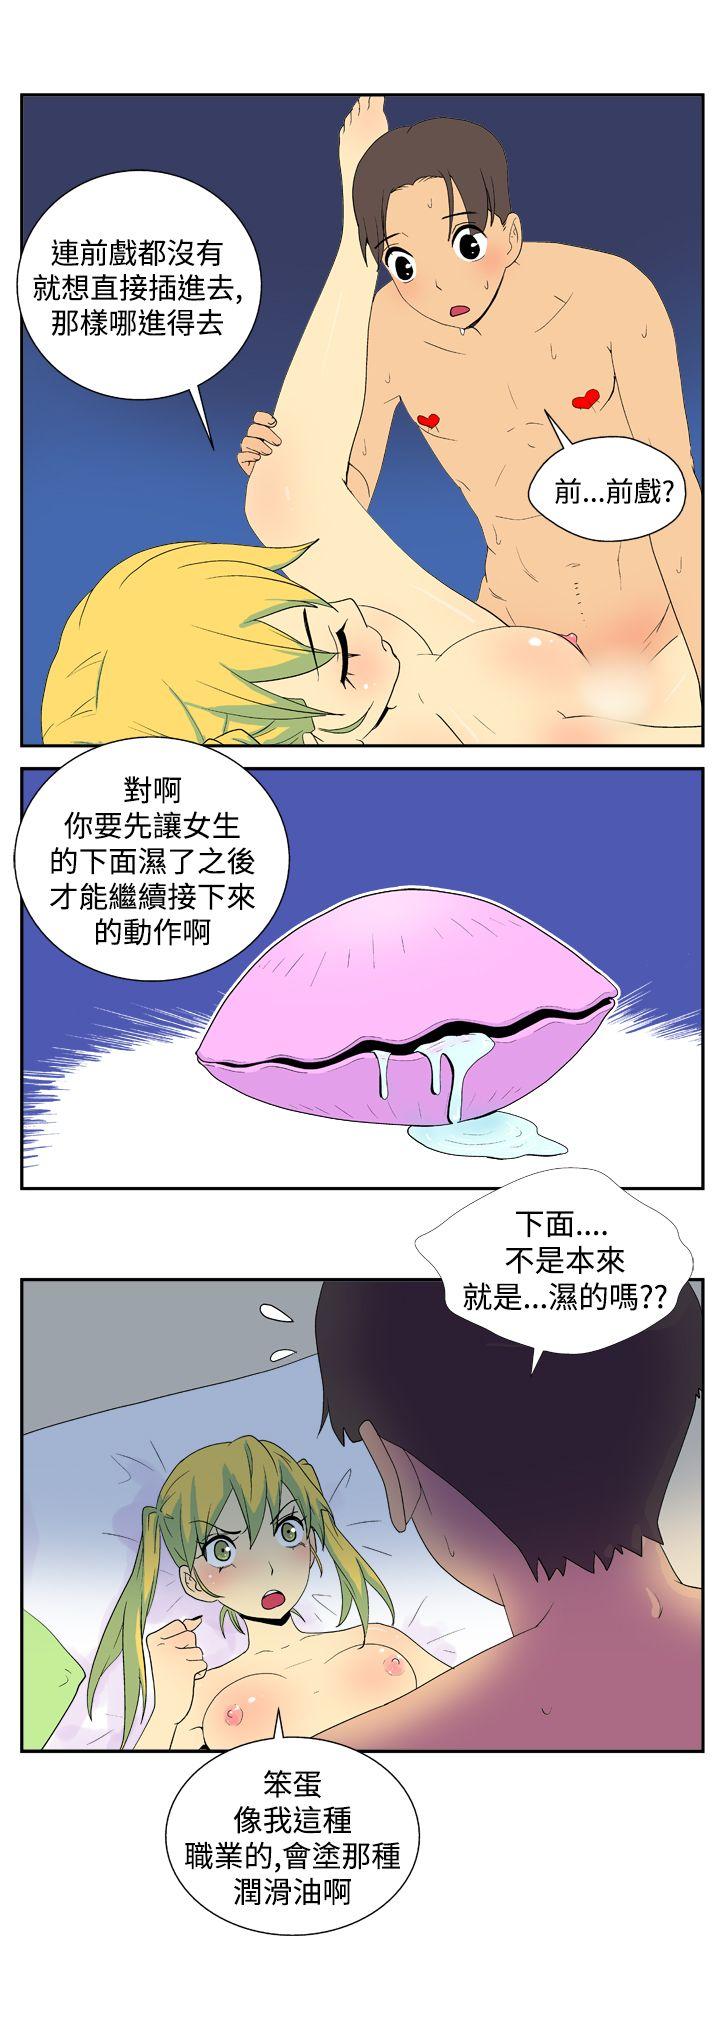 連前戲都沒有
就想直接插進去,
那樣哪進得去
前...前戲?
對啊
你要先讓女生
的下面濕了之後
才能繼續接下來
的動作啊
下面....
不是本來
就是...濕的嗎??
笨蛋
像我這種
職業的,會塗那種
潤滑油啊